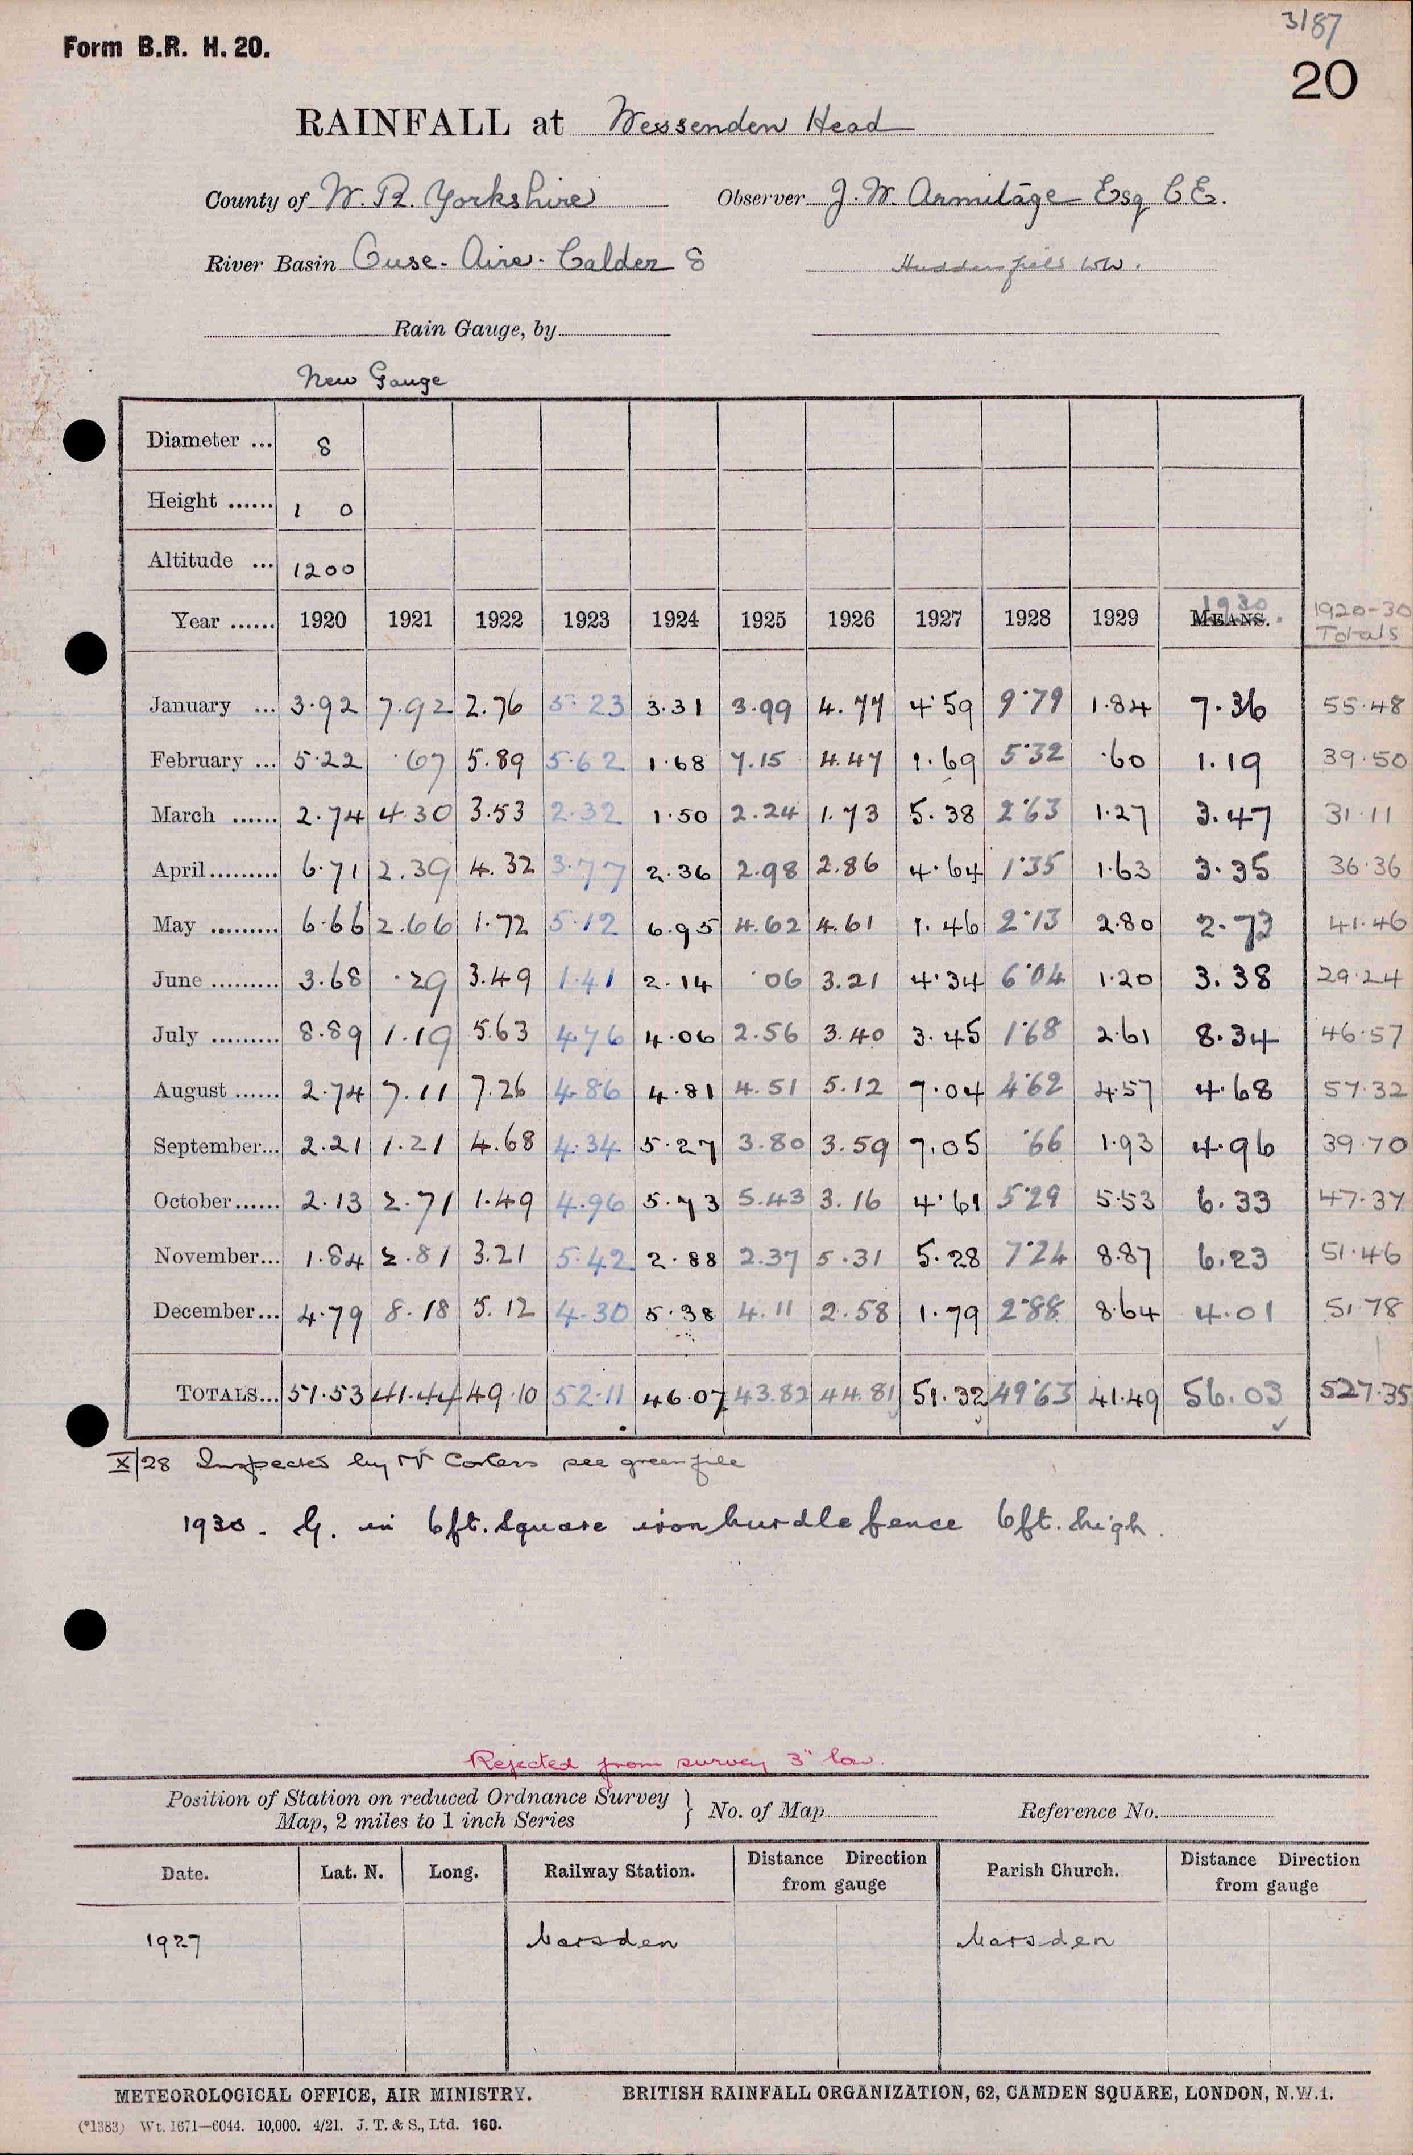 3/87
Form B.R. H. 20.
20
RAINFALL at Wessenden Head
County of W. R. Yorkshire Observer J. W. Armitage Esq C E.
River Basin Ouse. Aire. Calder 8 Huddersfield WW.
Rain Gauge, by
New Gauge
Diameter ... 8
Height ...... 1 0
Altitude ... 1200
Year ...... 1920 1921 1922 1923 1924 1925 1926 1927 1928 1929 MEANS. 1930 1920-30 Totals
January ... 3.92 7.92 2.76 5.23 3.31 3.99 4.77 4.59 9.79 1.84 7.36 55.48
February ... 5.22 .67 5.89 5.62 1.68 7.15 4.47 1.69 5.32 .60 1.19 39.50
March ...... 2.74 4.30 3.53 2.32 1.50 2.24 1.73 5.38 2.63 1.27 3.47 31.11
April......... 6.71 2.39 4.32 3.77 2.36 2.98 2.86 4.64 1.35 1.63 3.35 36.36
May ......... 6.66 2.66 1.72 5.12 6.95 4.62 4.61 1.46 2.13 2.80 2.73 41.46
June ......... 3.68 .29 3.49 1.41 2.14 .06 3.21 4.34 6.04 1.20 3.38 29.24
July ......... 8.89 1.19 5.63 4.76 4.06 2.56 3.40 3.45 1.68 2.61 8.34 46.57
August ...... 2.74 7.11 7.26 4.86 4.81 4.51 5.12 7.04 4.62 4.57 4.68 57.32
September... 2.21 1.21 4.68 4.34 5.27 3.80 3.59 7.05 .66 1.93 4.96 39.70
October...... 2.13 2.71 1.49 4.96 5.73 5.43 3.16 4.61 5.29 5.53 6.33 47.37
November... 1.84 2.81 3.21 5.42 2.88 2.37 5.31 5.28 7.24 8.87 6.23 51.46
December... 4.79 8.18 5.12 4.30 5.38 4.11 2.58 1.79 2.88 8.64 4.01 51.78
TOTALS... 51.53 41.44 49.10 52.11 46.07 43.82 44.81 51.32 49.63 41.49 56.03 527.35
X/28 Inspected by Mr see green file
1930. G. in 6ft. square iron hurdle fence 6ft. high.
Rejected from survey 3" low.
Position of Station on reduced Ordnance Survey Map, 2 miles to 1 inch Series } No. of Map Reference No.
Date. Lat. N. Long. Railway Station. Distance Direction from gauge Parish Church. Distance Direction from gauge
1927 Marsden Marsden
METEOROLOGICAL OFFICE, AIR MINISTRY. BRITISH RAINFALL ORGANIZATION, 62, CAMDEN SQUARE, LONDON, N.W.1.
(*1383) Wt. 1671—6044. 10,000. 4/21. J. T. & S., Ltd. 160.